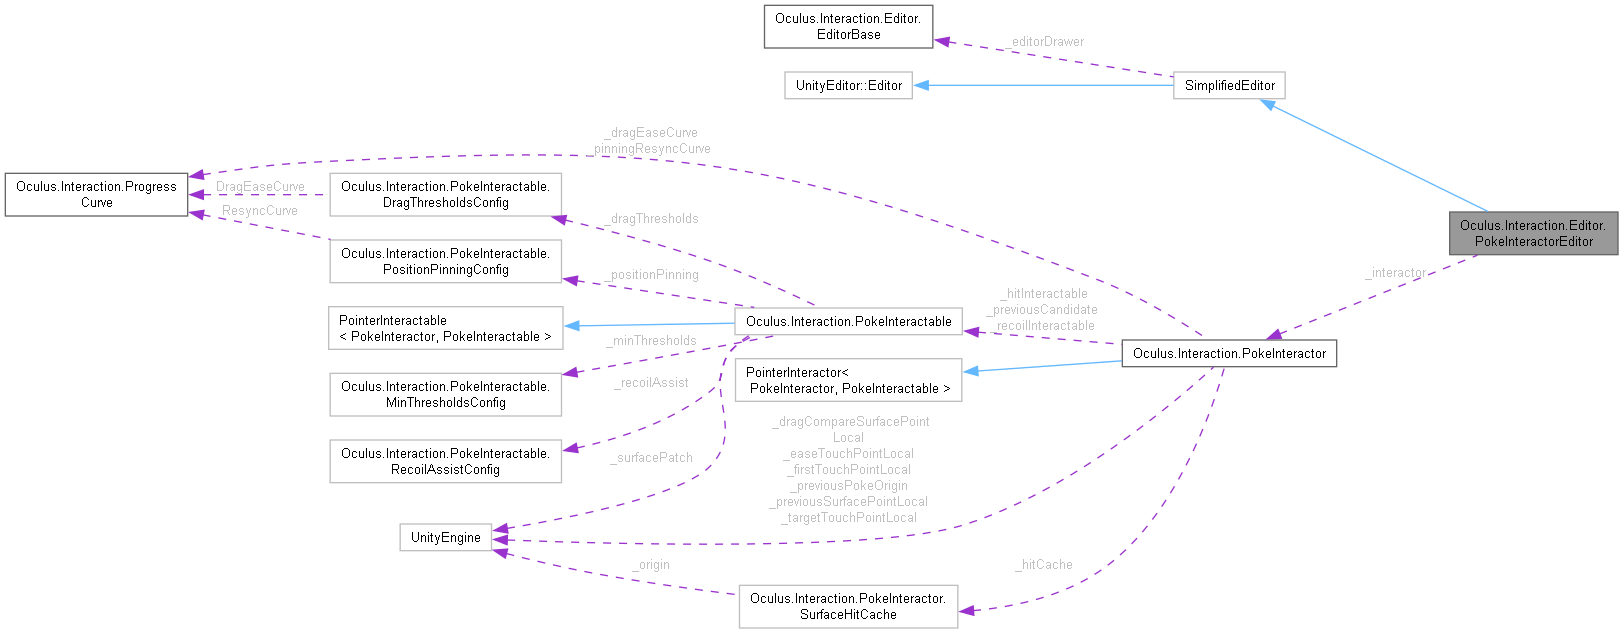 Oculus.Interaction.Editor.
EditorBase
_editorDrawer
UnityEditor::Editor
SimplifiedEditor
_dragEaseCurve
pinningResyncCurve
Oculus.Interaction.Progress
Curve
DragEaseCurve
ResyncCurve
Oculus.Interaction.PokeInteractable.
DragThresholdsConfig
_dragThresholds
Oculus.Interaction.Editor.
PokeInteractorEditor
Oculus.Interaction.PokeInteractable.
PositionPinningConfig
_positionPinning
_interactor
_hitInteractable
_previousCandidate
_recoilInteractable
PointerInteractable
< PokeInteractor, PokeInteractable >
Oculus.Interaction.PokeInteractable
_minThresholds
Oculus.Interaction.PokeInteractor
PointerInteractor<
PokeInteractor, PokeInteractable >
Oculus.Interaction.PokeInteractable.
MinThresholdsConfig
_recoilAssist
_dragCompareSurfacePoint
Local
_easeTouchPointLocal
_firstTouchPointLocal
_previousPokeOrigin
_previousSurfacePointLocal
_targetTouchPointLocal
Oculus.Interaction.PokeInteractable.
RecoilAssistConfig
_surfacePatch
UnityEngine
_origin
_hitCache
Oculus.Interaction.PokeInteractor.
SurfaceHitCache